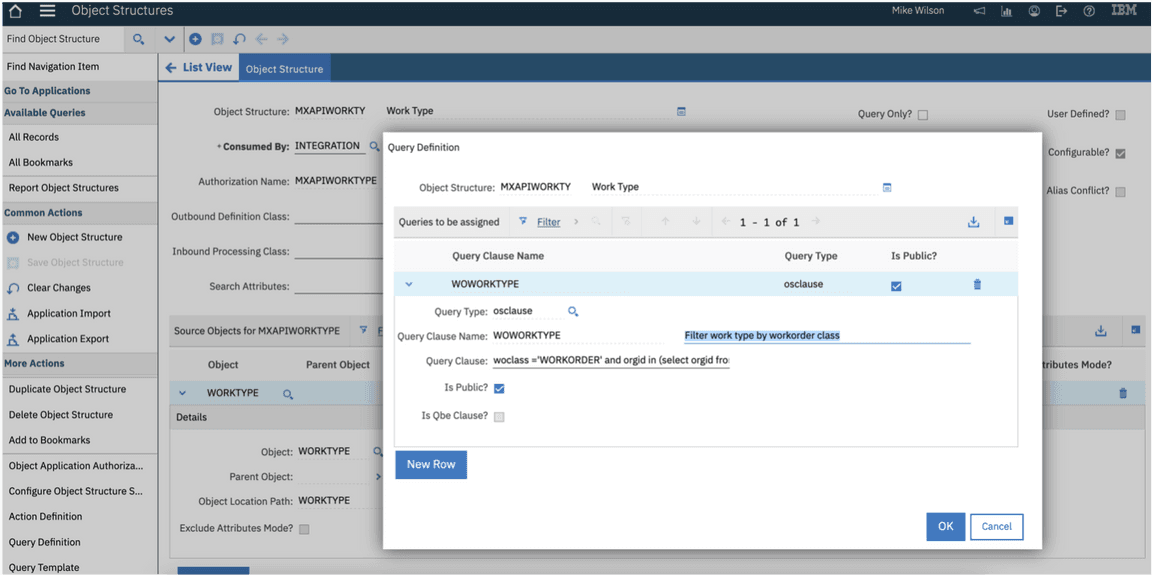 Object Structures
Mike Wilson
IBM
Find Object Structure
Find Navigation Item
List View
Object Structure
Go To Applications
Available Queries
All Records
All Bookmarks
Report Object Structures
Common Actions
New Object Structure
Save Object Structure
Clear Changes
Application Import
Application Export
More Actions
Duplicate Object Structure
Delete Object Structure
Add to Bookmarks
Object Application Authoriza...
Configure Object Structure S...
Action Definition
Query Definition
Query Template
Object Structure: MXAPIWORKTY Work Type
Query Only?
User Defined?
* Consumed By: INTEGRATION
Configurable?
Authorization Name: MXAPIWORKTYPE
Alias Conflict?
Outbound Definition Class:
Inbound Processing Class:
Search Attributes:
Source Objects for MXAPIWORKTYPE
Object Parent Object
tributes Mode?
WORKTYPE
Details
Object: WORKTYPE
Parent Object:
Object Location Path: WORKTYPE
Exclude Attributes Mode?
Query Definition
Object Structure: MXAPIWORKTY Work Type
Queries to be assigned Filter 1 - 1 of 1
Query Clause Name Query Type Is Public?
WOWORKTYPE osclause
Query Type: osclause
Query Clause Name: WOWORKTYPE Filter work type by workorder class
Query Clause: woclass ='WORKORDER' and orgid in (select orgid fro
Is Public?
Is Qbe Clause?
New Row
OK Cancel